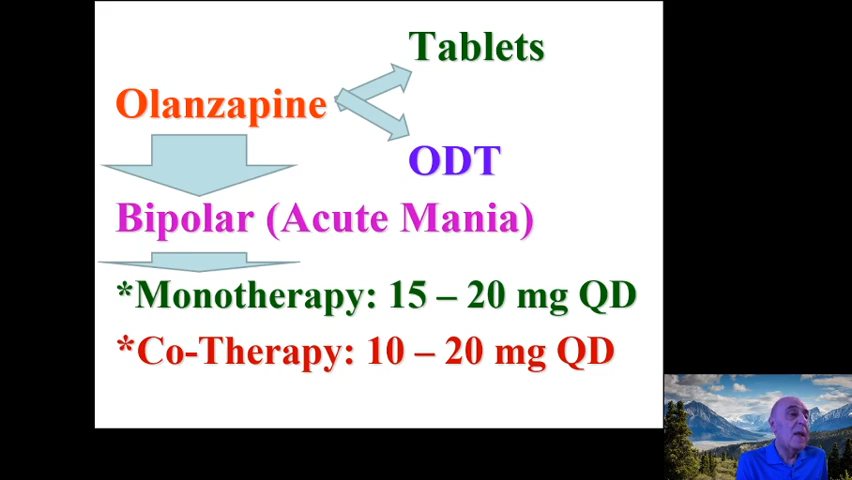 Tablets
Olanzapine
ODT
Bipolar (Acute Mania)
*Monotherapy: 15 – 20 mg QD
*Co-Therapy: 10 – 20 mg QD